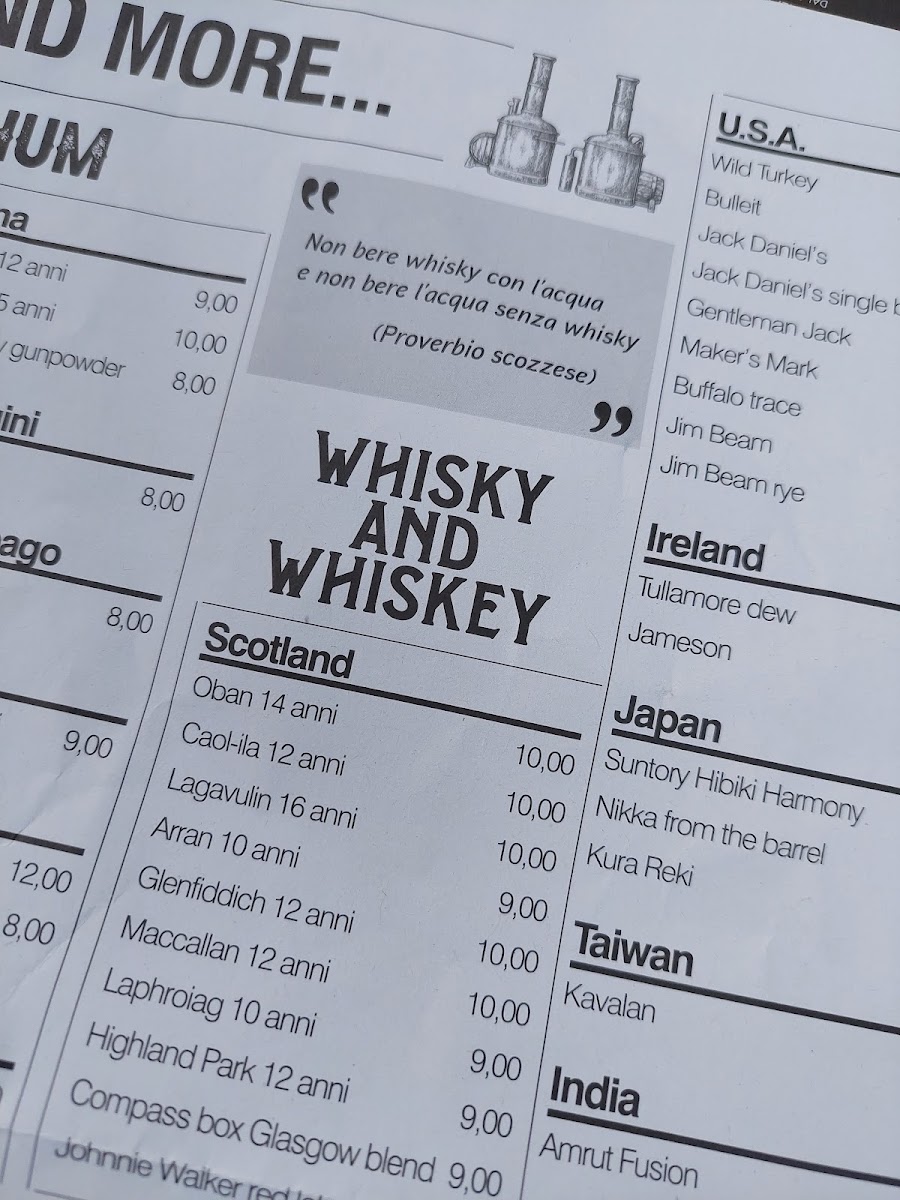 ND MORE...
UM
na
12 anni 9,00
5 anni 10,00
gunpowder 8,00
ini
8,00
ago
8,00
9,00
12,00
8,00
“
Non bere whisky con l'acqua
e non bere l'acqua senza whisky
(Proverbio scozzese)
”
WHISKY
AND
WHISKEY
Scotland
Oban 14 anni 10,00
Caol-ila 12 anni 10,00
Lagavulin 16 anni 10,00
Arran 10 anni 9,00
Glenfiddich 12 anni 10,00
Maccallan 12 anni 10,00
Laphroiag 10 anni 9,00
Highland Park 12 anni 9,00
Compass box Glasgow blend 9,00
Johnnie Walker red
U.S.A.
Wild Turkey
Bulleit
Jack Daniel's
Jack Daniel's single
Gentleman Jack
Maker's Mark
Buffalo trace
Jim Beam
Jim Beam rye
Ireland
Tullamore dew
Jameson
Japan
Suntory Hibiki Harmony
Nikka from the barrel
Kura Reki
Taiwan
Kavalan
India
Amrut Fusion